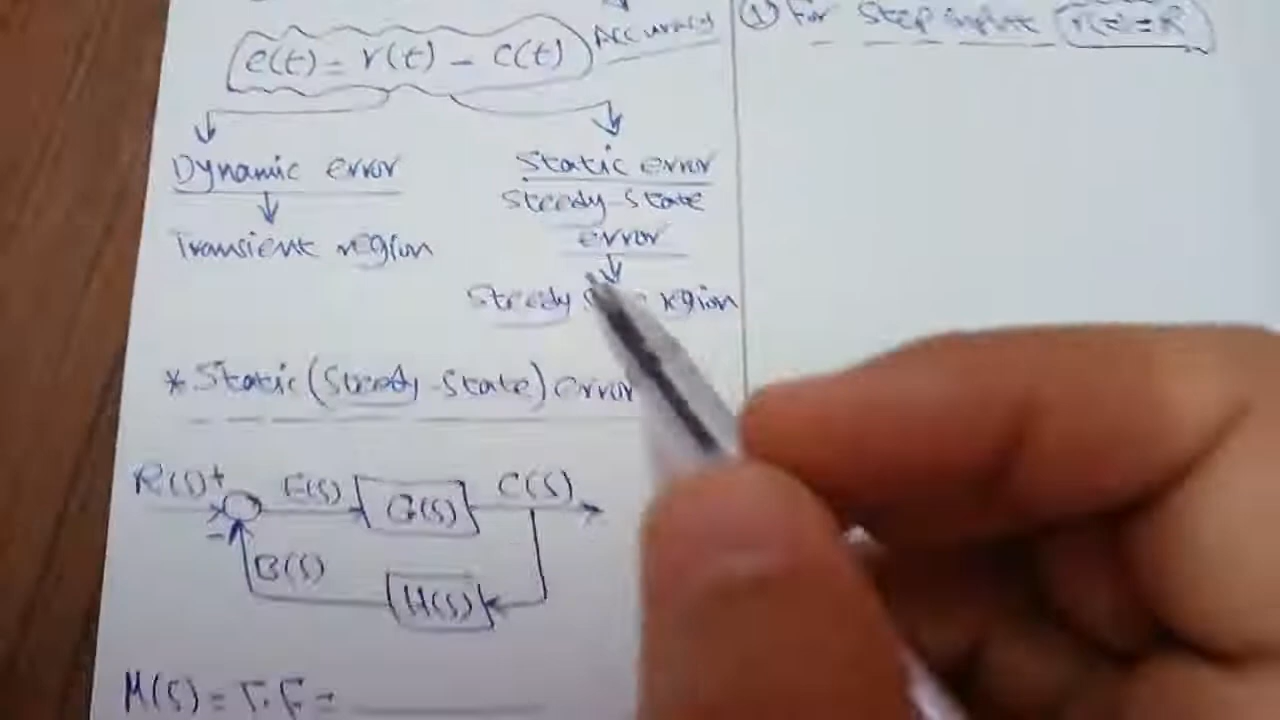 e(t) = r(t) - c(t) Accuracy
Dynamic error
Transient region
Static error
Steady-State
error
Steady region
* Static (Steady-State) error
R(s) + E(s) G(s) C(s)
-
B(s) H(s)
M(s) = T.F =
① For Step input r(t) = R